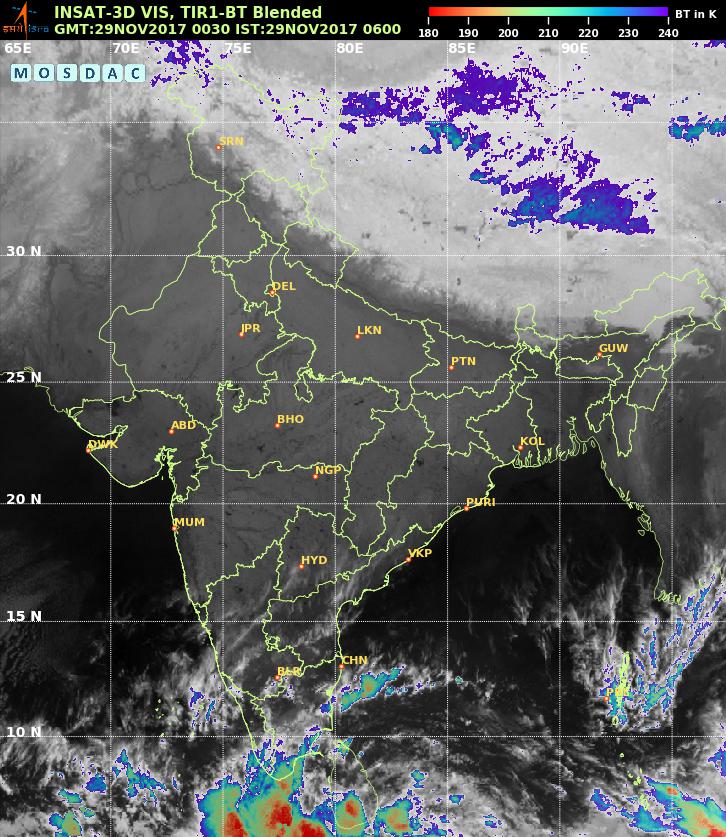 INSAT-3D VIS, TIR1-BT Blended
GMT:29NOV2017 0030 IST:29NOV2017 0600
BT in K
180 190 200 210 220 230 240
65E 70E 75E 80E 85E 90E
M O S D A C
SRN
30 N
DEL
JPR LKN
GUW
PTN
25 N
ABD BHO
DWK KOL
NGP
20 N PURI
MUM
HYD VKP
15 N
BLR CHN
10 N